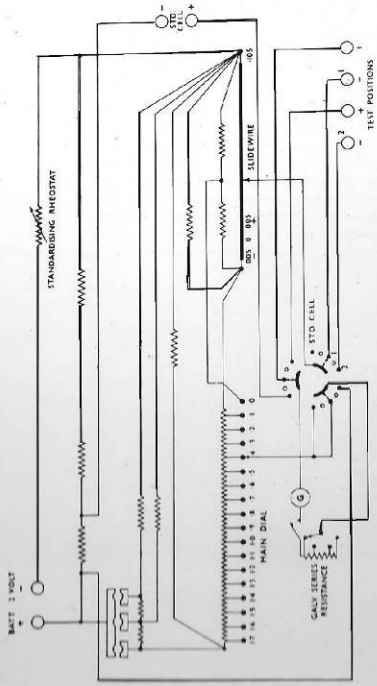 BATT 2 VOLT
+ −
STANDARDISING RHEOSTAT
− +
STD CELL
·105
SLIDEWIRE
005 0 005
− +
17 16 15 14 13 12 11 10 9 8 7 6 5 4 3 2 1 0
MAIN DIAL
STD CELL
1
2
G
GALV SERIES
RESISTANCE
2 1
− + − +
TEST POSITIONS